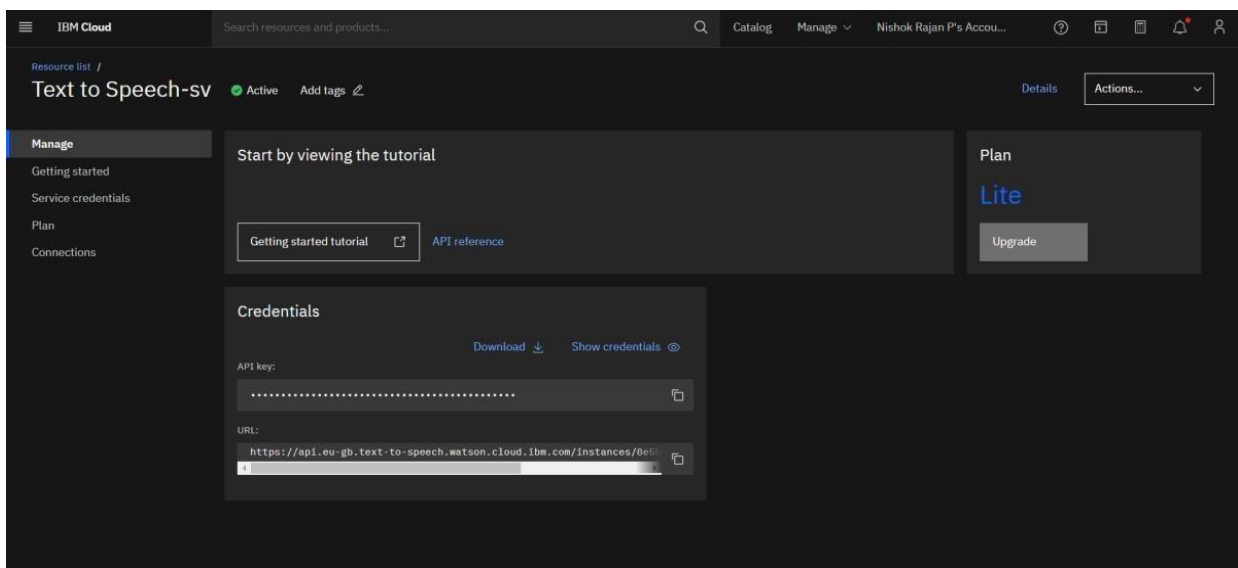 IBM Cloud
Search resources and products...
Catalog
Manage
Nishok Rajan P's Accou...
Resource list /
Text to Speech-sv
Active
Add tags
Details
Actions...
Manage
Getting started
Service credentials
Plan
Connections
Start by viewing the tutorial
Getting started tutorial
API reference
Plan
Lite
Upgrade
Credentials
Download
Show credentials
API key:
••••••••••••••••••••••••••••••••••••••••••••
URL:
https://api.eu-gb.text-to-speech.watson.cloud.ibm.com/instances/